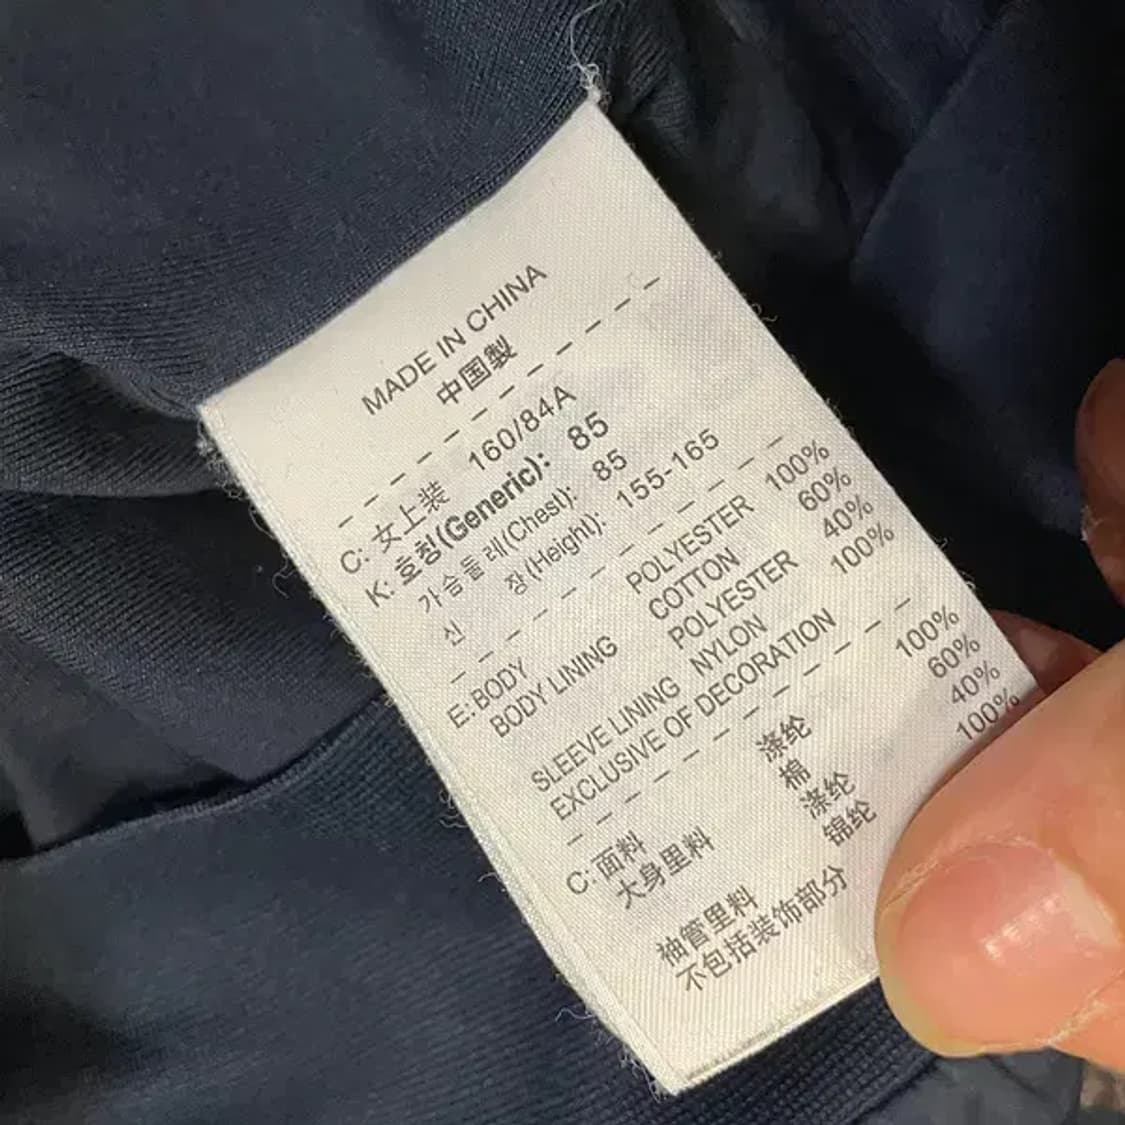 MADE IN CHINA
中国製
C: 女上装 160/84A
K: 호칭(Generic): 85
가슴둘레(Chest): 85
신 장(Height): 155-165
E: BODY POLYESTER 100%
BODY LINING COTTON 60%
POLYESTER 40%
SLEEVE LINING NYLON 100%
EXCLUSIVE OF DECORATION
C: 面料 涤纶 100%
大身里料 棉 60%
涤纶 40%
袖管里料 锦纶 100%
不包括装饰部分